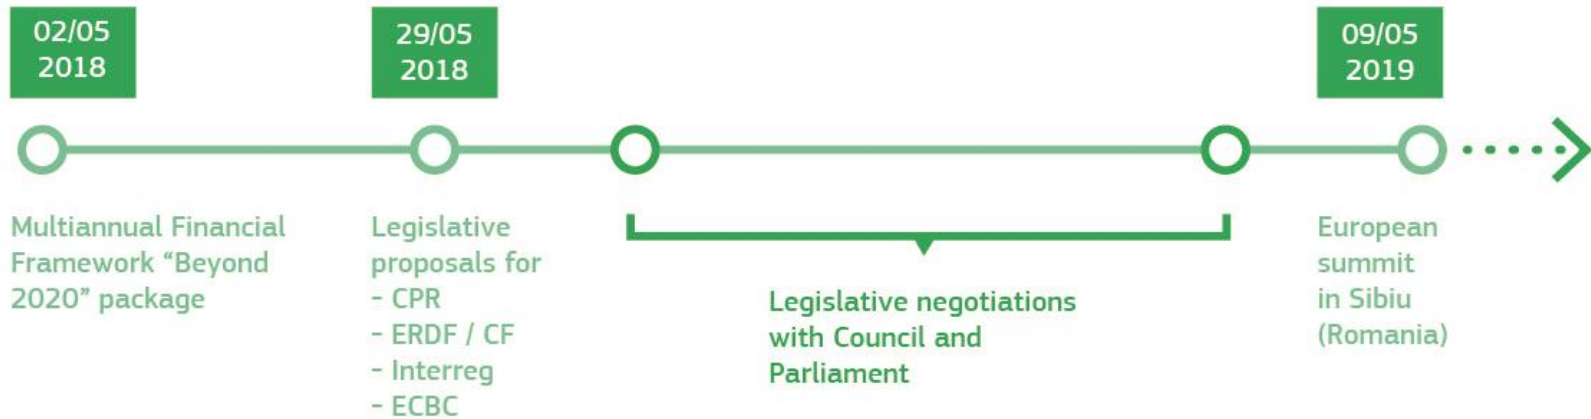 02/05
2018
29/05
2018
09/05
2019
Multiannual Financial
Framework “Beyond
2020” package
Legislative
proposals for
- CPR
- ERDF / CF
- Interreg
- ECBC
Legislative negotiations
with Council and
Parliament
European
summit
in Sibiu
(Romania)